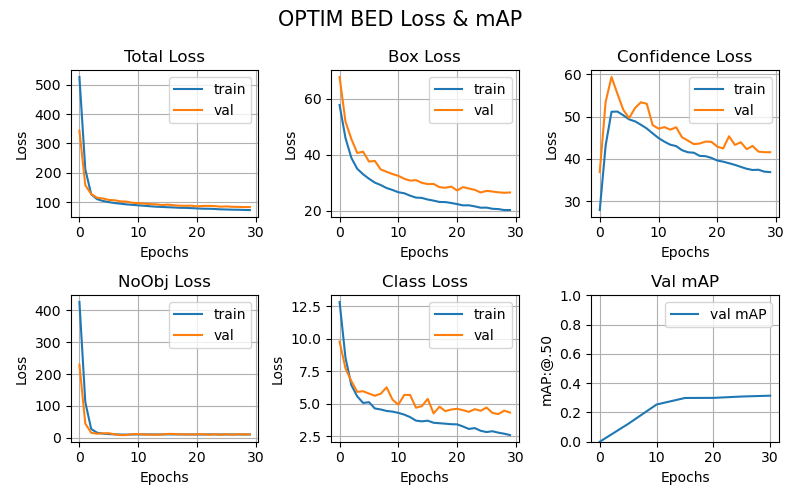 OPTIM BED Loss & mAP
Total Loss
Loss
500
400
300
200
100
0
10
20
30
Epochs
train
val
Box Loss
Loss
60
40
20
0
10
20
30
Epochs
train
val
Confidence Loss
Loss
60
50
40
30
0
10
20
30
Epochs
train
val
NoObj Loss
Loss
400
300
200
100
0
0
10
20
30
Epochs
train
val
Class Loss
Loss
12.5
10.0
7.5
5.0
2.5
0
10
20
30
Epochs
train
val
Val mAP
mAP:@.50
1.0
0.8
0.6
0.4
0.2
0.0
0
10
20
30
Epochs
val mAP